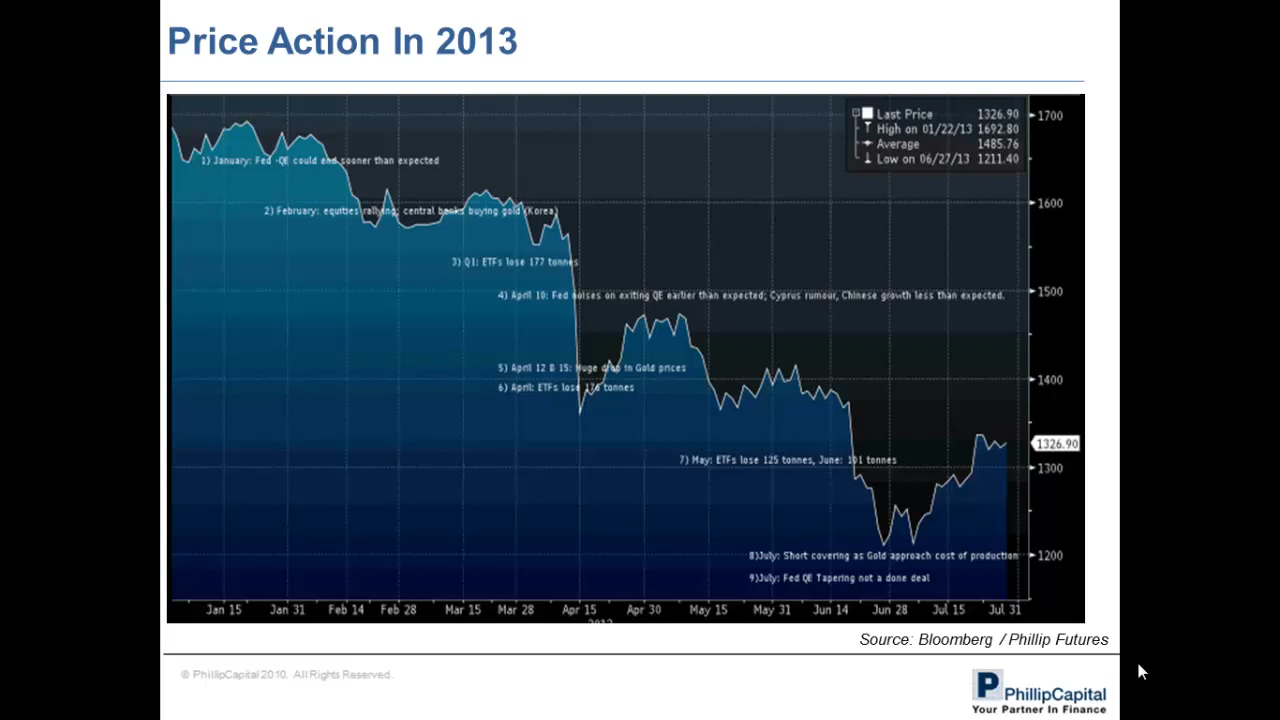 Price Action In 2013
Last Price 1326.90
High on 01/22/13 1692.80
Average 1485.76
Low on 06/27/13 1211.40
1700
1) January: Fed -QE could end sooner than expected
1600
2) February: equities rallying; central banks buying gold (Korea)
3) Q1: ETFs lose 177 tonnes
1500
4) April 10: Fed noises on exiting QE earlier than expected; Cyprus rumour, Chinese growth less than expected.
5) April 12 & 15: Huge drop in Gold prices
1400
6) April: ETFs lose 176 tonnes
1326.90
7) May: ETFs lose 125 tonnes, June: 101 tonnes
1300
8)July: Short covering as Gold approach cost of production
1200
9)July: Fed QE Tapering not a done deal
Jan 15 Jan 31 Feb 14 Feb 28 Mar 15 Mar 28 Apr 15 Apr 30 May 15 May 31 Jun 14 Jun 28 Jul 15 Jul 31
2013
Source: Bloomberg / Phillip Futures
© PhillipCapital 2010. All Rights Reserved.
P PhillipCapital
Your Partner In Finance